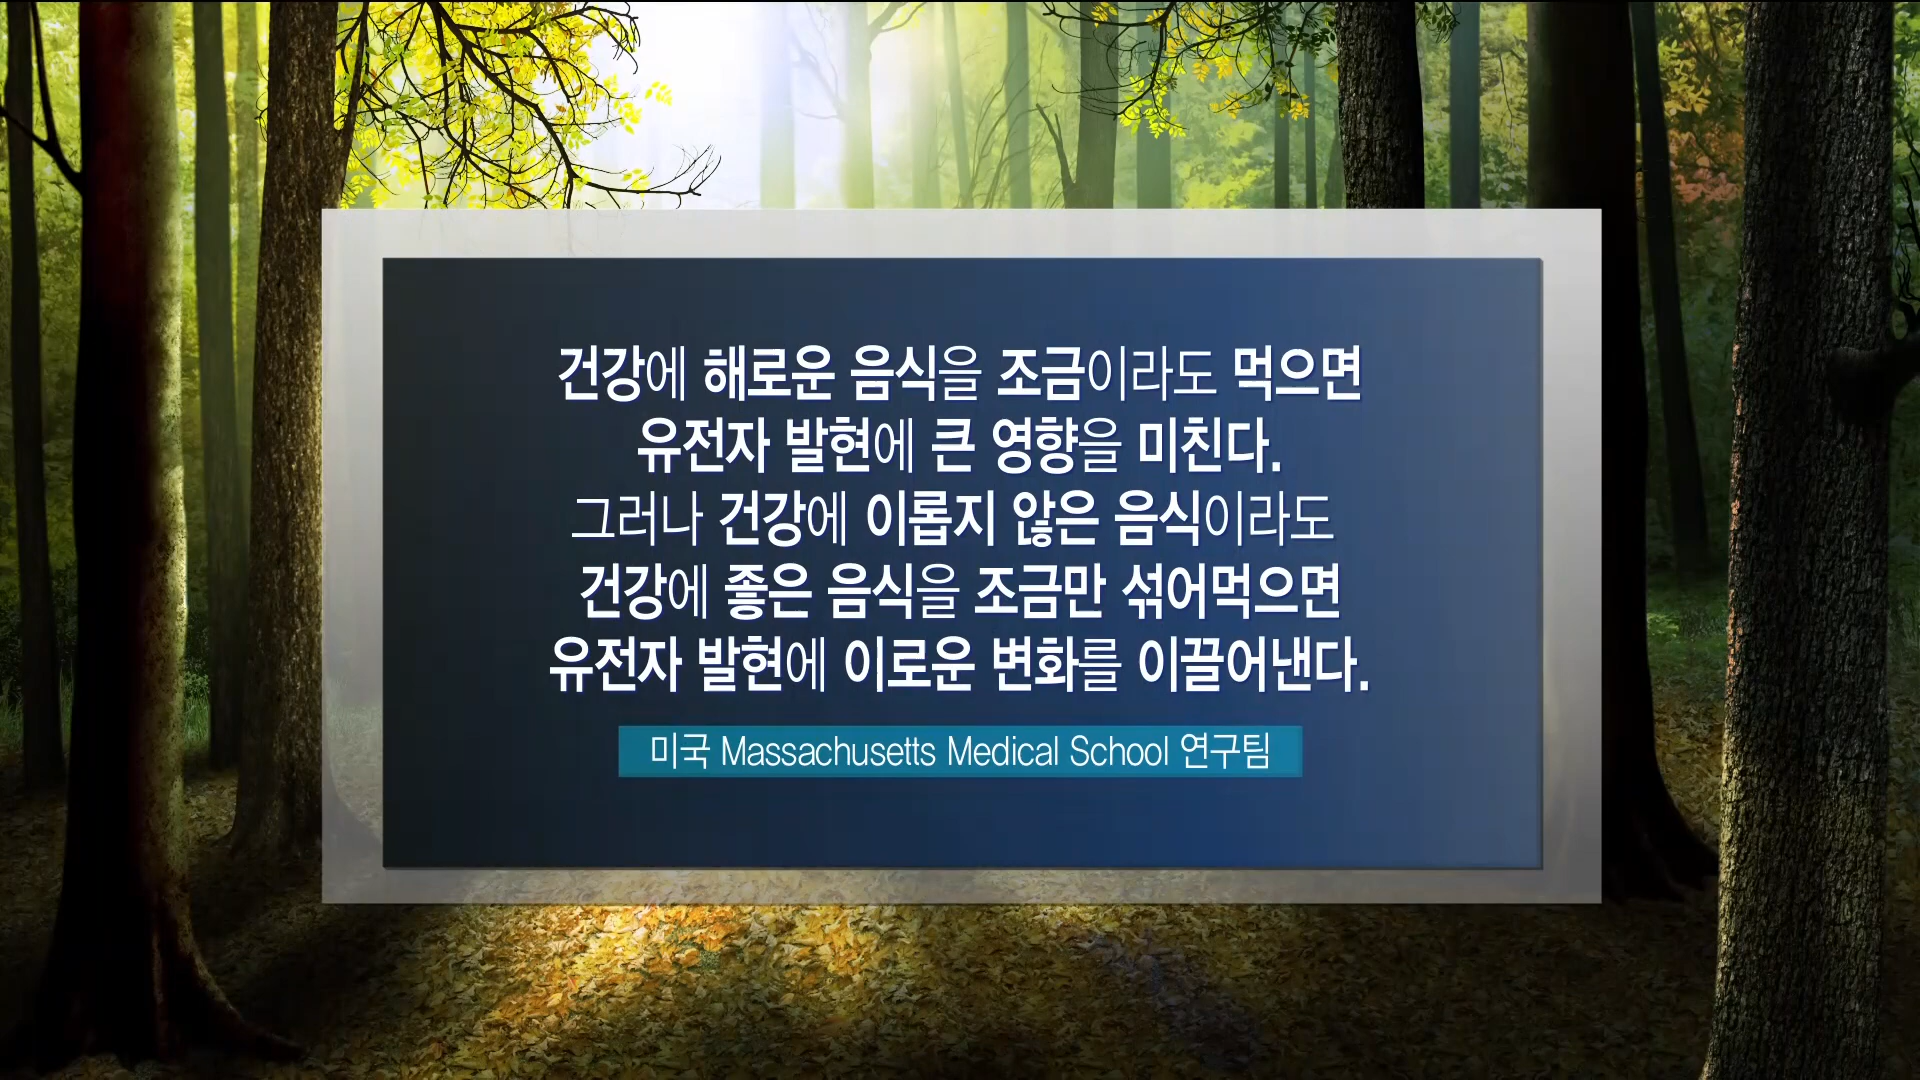 건강에 해로운 음식을 조금이라도 먹으면
유전자 발현에 큰 영향을 미친다.
그러나 건강에 이롭지 않은 음식이라도
건강에 좋은 음식을 조금만 섞어먹으면
유전자 발현에 이로운 변화를 이끌어낸다.
미국 Massachusetts Medical School 연구팀